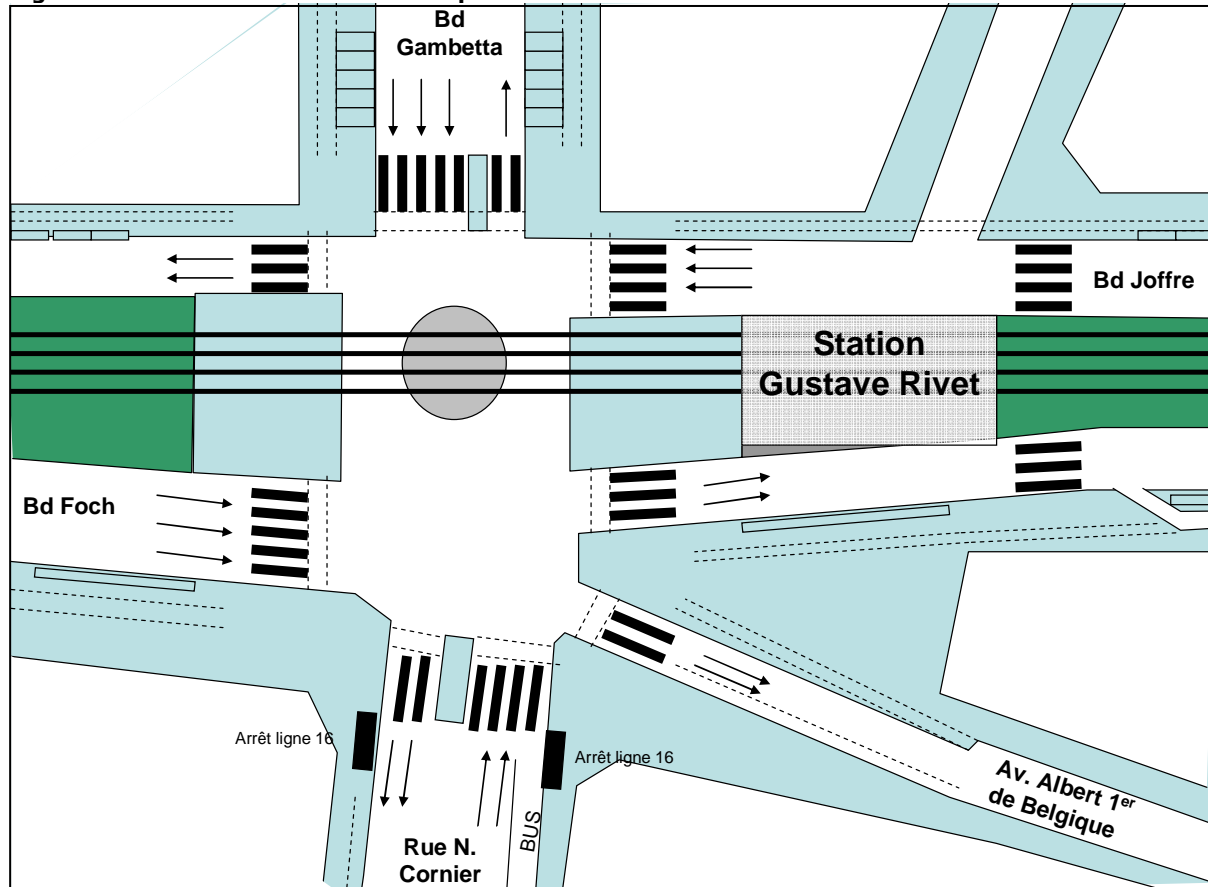 Bd
Gambetta
Bd Joffre
Station
Gustave Rivet
Bd Foch
Arrêt ligne 16
Arrêt ligne 16
Av. Albert 1er
de Belgique
BUS
Rue N.
Cornier